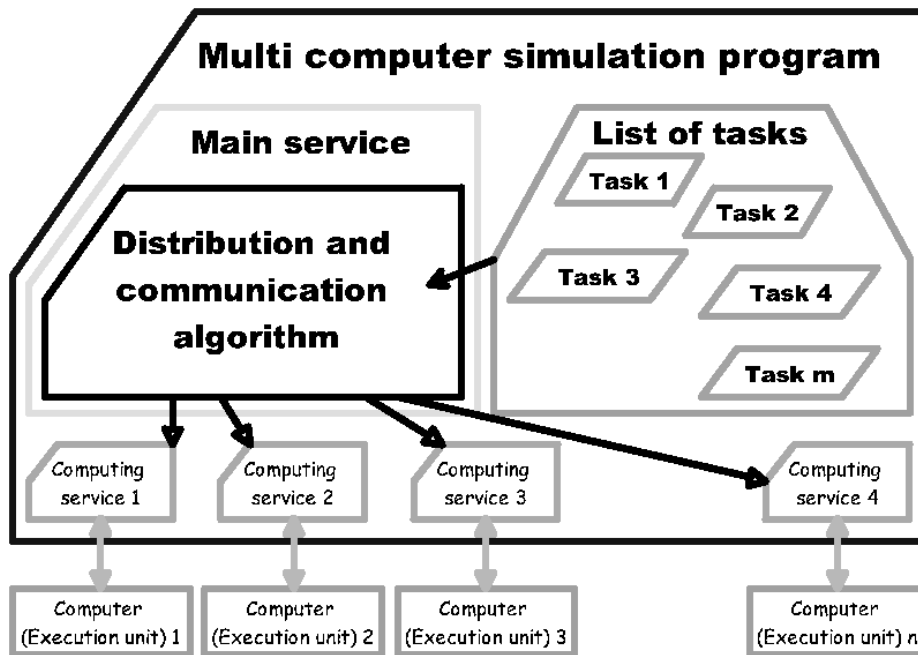 Multi computer simulation program
Main service
List of tasks
Task 1
Task 2
Task 3
Task 4
Task m
Distribution and
communication
algorithm
Computing
service 1
Computing
service 2
Computing
service 3
Computing
service 4
Computer
(Execution unit) 1
Computer
(Execution unit) 2
Computer
(Execution unit) 3
Computer
(Execution unit) n